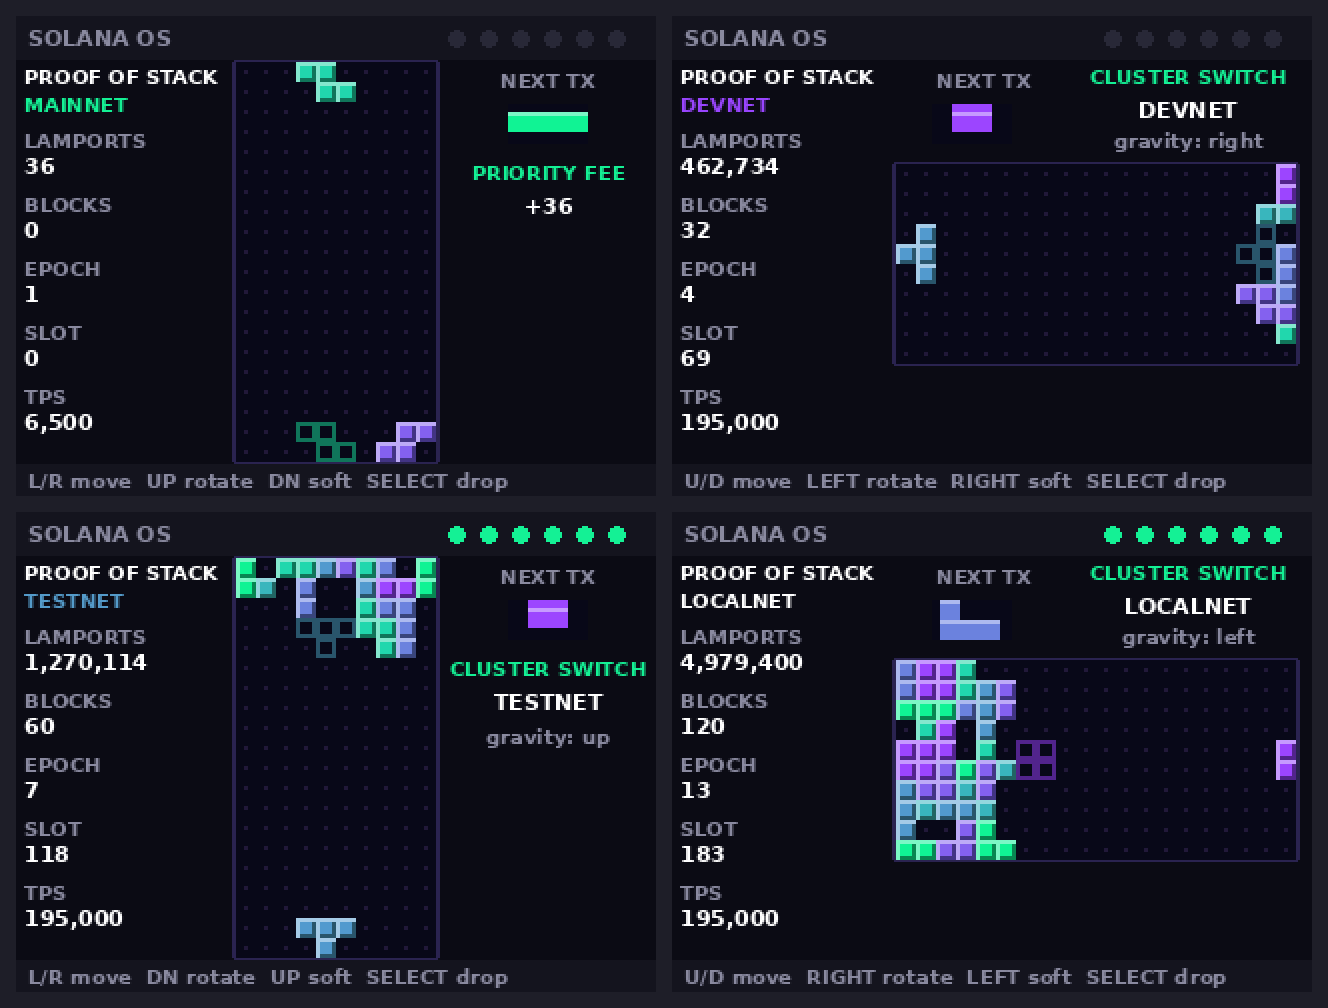 SOLANA OS
PROOF OF STACK
MAINNET
LAMPORTS
36
BLOCKS
0
EPOCH
1
SLOT
0
TPS
6,500
NEXT TX
PRIORITY FEE
+36
L/R move UP rotate DN soft SELECT drop
SOLANA OS
PROOF OF STACK
DEVNET
LAMPORTS
462,734
BLOCKS
32
EPOCH
4
SLOT
69
TPS
195,000
NEXT TX
CLUSTER SWITCH
DEVNET
gravity: right
U/D move LEFT rotate RIGHT soft SELECT drop
SOLANA OS
PROOF OF STACK
TESTNET
LAMPORTS
1,270,114
BLOCKS
60
EPOCH
7
SLOT
118
TPS
195,000
NEXT TX
CLUSTER SWITCH
TESTNET
gravity: up
L/R move DN rotate UP soft SELECT drop
SOLANA OS
PROOF OF STACK
LOCALNET
LAMPORTS
4,979,400
BLOCKS
120
EPOCH
13
SLOT
183
TPS
195,000
NEXT TX
CLUSTER SWITCH
LOCALNET
gravity: left
U/D move RIGHT rotate LEFT soft SELECT drop